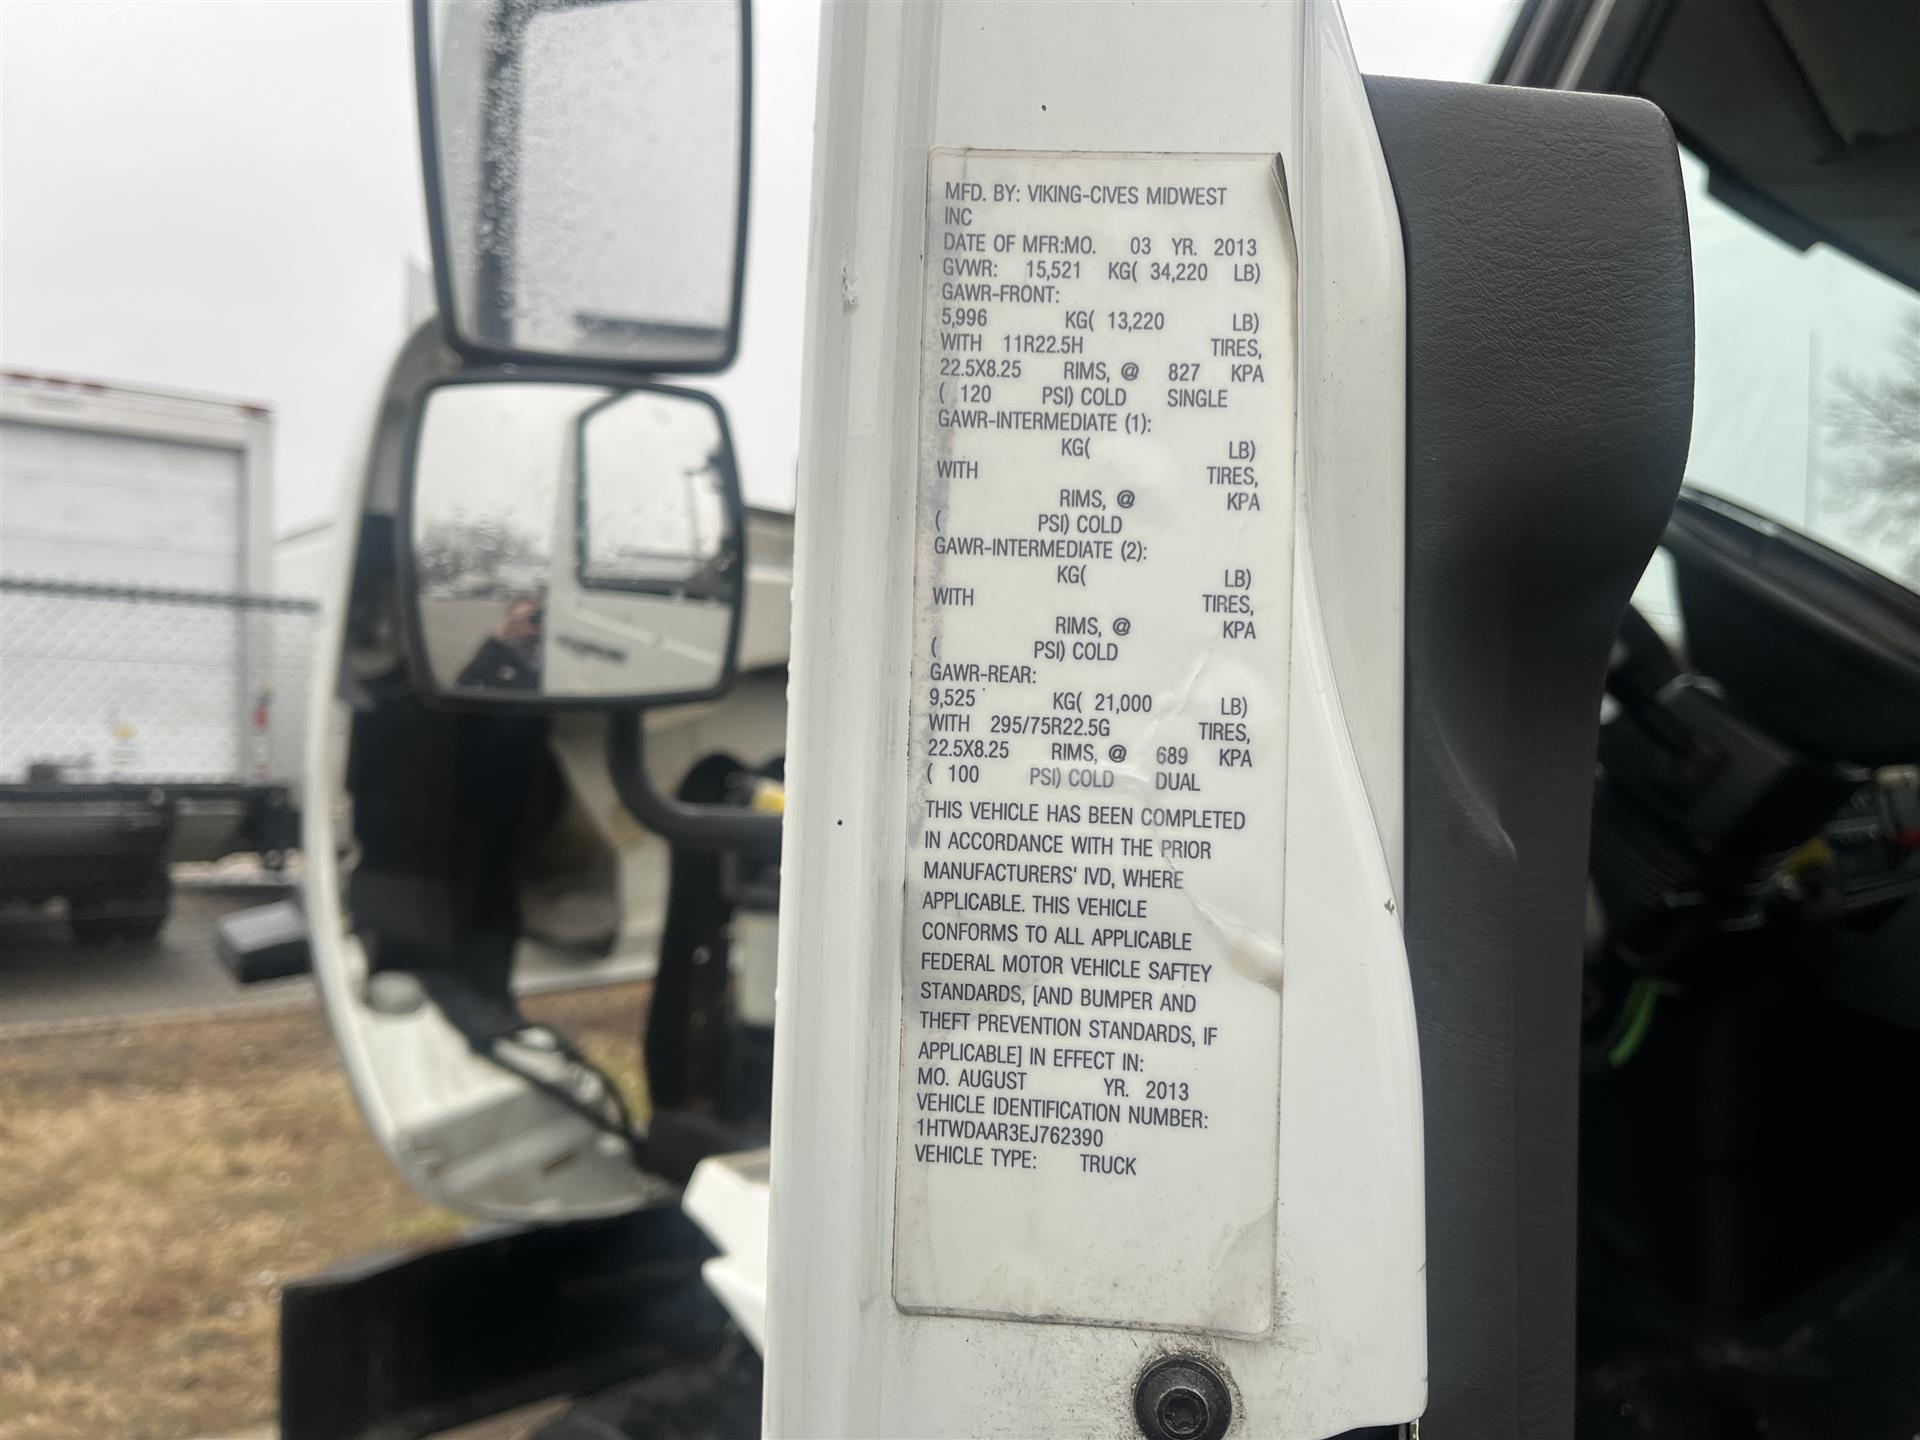 MFD. BY: VIKING-CIVES MIDWEST
INC
DATE OF MFR:MO. 03 YR. 2013
GVWR: 15,521 KG( 34,220 LB)
GAWR-FRONT:
5,996 KG( 13,220 LB)
WITH 11R22.5H TIRES,
22.5X8.25 RIMS, @ 827 KPA
( 120 PSI) COLD SINGLE
GAWR-INTERMEDIATE (1):
KG( LB)
WITH TIRES,
RIMS, @ KPA
( PSI) COLD
GAWR-INTERMEDIATE (2):
KG( LB)
WITH TIRES,
RIMS, @ KPA
( PSI) COLD
GAWR-REAR:
9,525 KG( 21,000 LB)
WITH 295/75R22.5G TIRES,
22.5X8.25 RIMS, @ 689 KPA
( 100 PSI) COLD DUAL
THIS VEHICLE HAS BEEN COMPLETED
IN ACCORDANCE WITH THE PRIOR
MANUFACTURERS' IVD, WHERE
APPLICABLE. THIS VEHICLE
CONFORMS TO ALL APPLICABLE
FEDERAL MOTOR VEHICLE SAFTEY
STANDARDS, [AND BUMPER AND
THEFT PREVENTION STANDARDS, IF
APPLICABLE] IN EFFECT IN:
MO. AUGUST YR. 2013
VEHICLE IDENTIFICATION NUMBER:
1HTWDAAR3EJ762390
VEHICLE TYPE: TRUCK